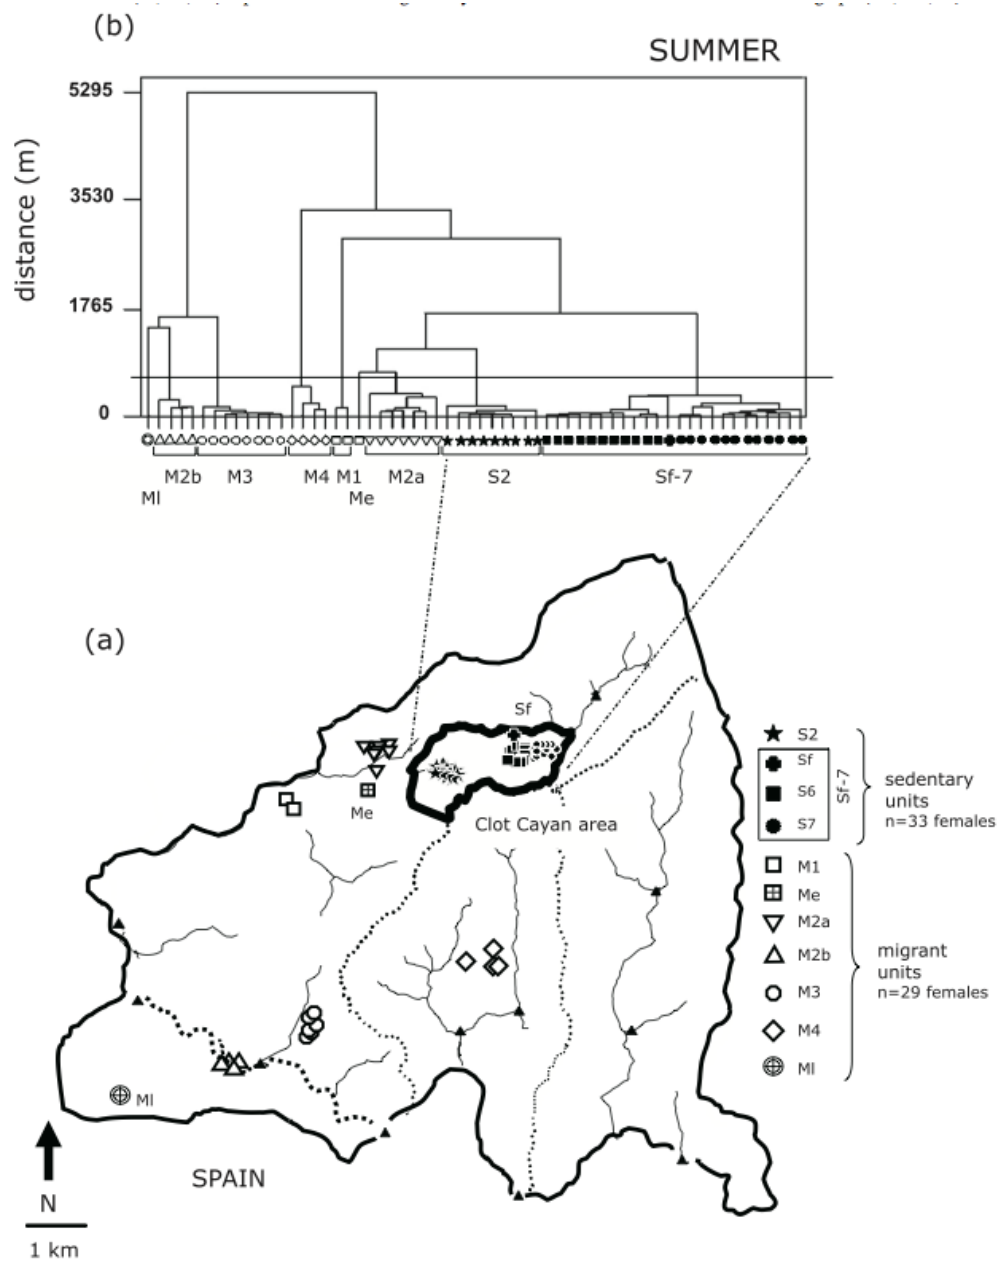 (b)
SUMMER
distance (m)
5295
3530
1765
0
M2b M3 M4 M1 M2a S2 Sf-7
Ml Me
(a)
Sf
Me
Clot Cayan area
Ml
SPAIN
N
1 km
S2
Sf
S6
S7
Sf-7
sedentary
units
n=33 females
M1
Me
M2a
M2b
M3
M4
Ml
migrant
units
n=29 females